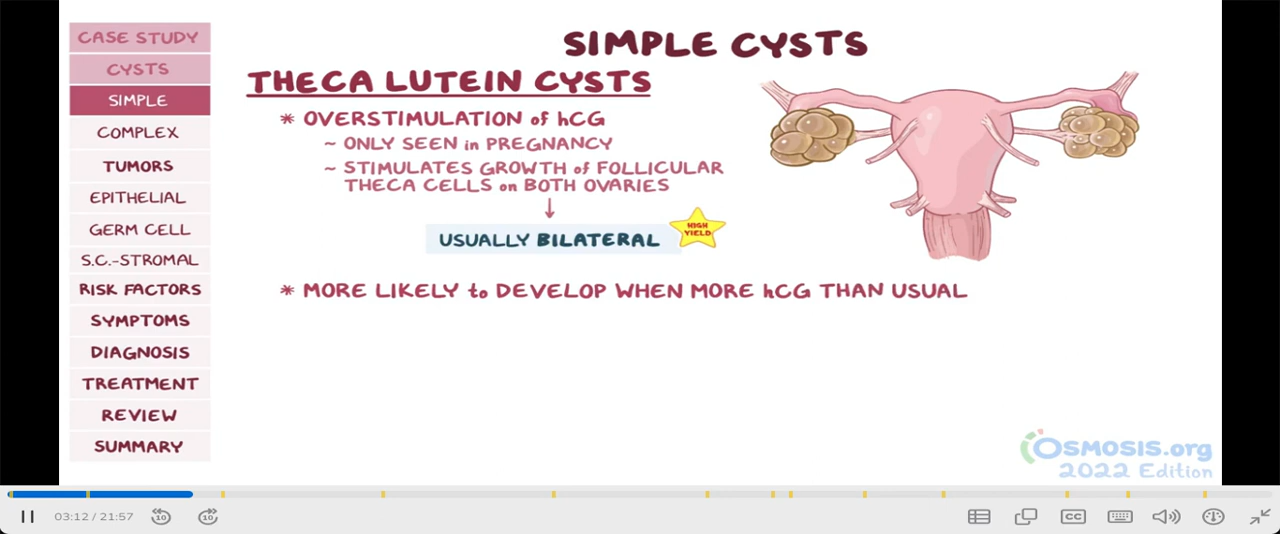 CASE STUDY
CYSTS
SIMPLE
COMPLEX
TUMORS
EPITHELIAL
GERM CELL
S.C.-STROMAL
RISK FACTORS
SYMPTOMS
DIAGNOSIS
TREATMENT
REVIEW
SUMMARY
SIMPLE CYSTS
THECA LUTEIN CYSTS
* OVERSTIMULATION of hCG
~ ONLY SEEN in PREGNANCY
~ STIMULATES GROWTH of FOLLICULAR
THECA CELLS on BOTH OVARIES
↓
USUALLY BILATERAL
HIGH
YIELD
* MORE LIKELY to DEVELOP WHEN MORE hCG THAN USUAL
OSMOSIS.org
2022 Edition
03:12 / 21:57
10
10
CC